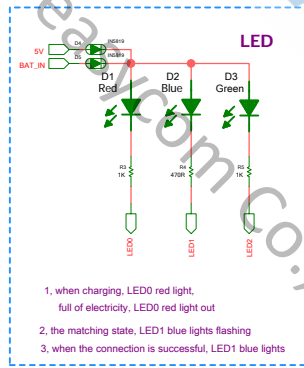 LED
D4
IN5819
5V
D5
IN5819
BAT_IN
D1
Red
D2
Blue
D3
Green
R3
1K
R4
470R
R5
1K
LED0
LED1
LED2
1, when charging, LED0 red light,
full of electricity, LED0 red light out
2, the matching state, LED1 blue lights flashing
3, when the connection is successful, LED1 blue lights
easycom Co.,